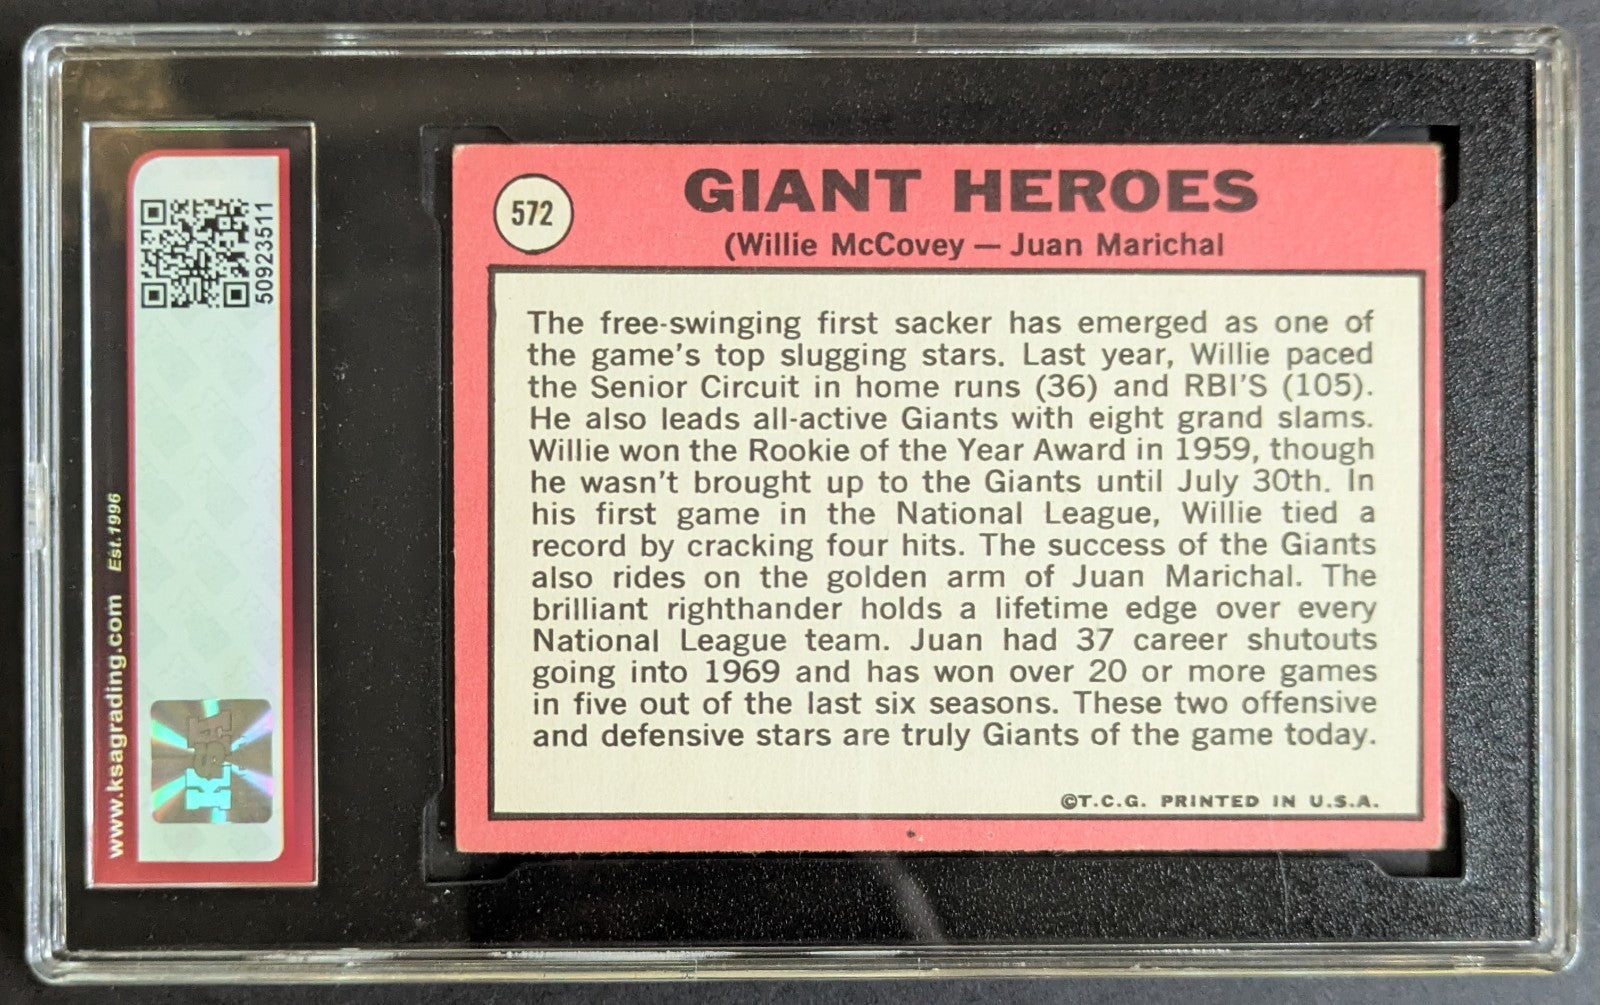 50923511
www.ksagrading.com Est.1996
KSA
572
GIANT HEROES
(Willie McCovey — Juan Marichal
The free-swinging first sacker has emerged as one of
the game's top slugging stars. Last year, Willie paced
the Senior Circuit in home runs (36) and RBI'S (105).
He also leads all-active Giants with eight grand slams.
Willie won the Rookie of the Year Award in 1959, though
he wasn't brought up to the Giants until July 30th. In
his first game in the National League, Willie tied a
record by cracking four hits. The success of the Giants
also rides on the golden arm of Juan Marichal. The
brilliant righthander holds a lifetime edge over every
National League team. Juan had 37 career shutouts
going into 1969 and has won over 20 or more games
in five out of the last six seasons. These two offensive
and defensive stars are truly Giants of the game today.
©T.C.G. PRINTED IN U.S.A.